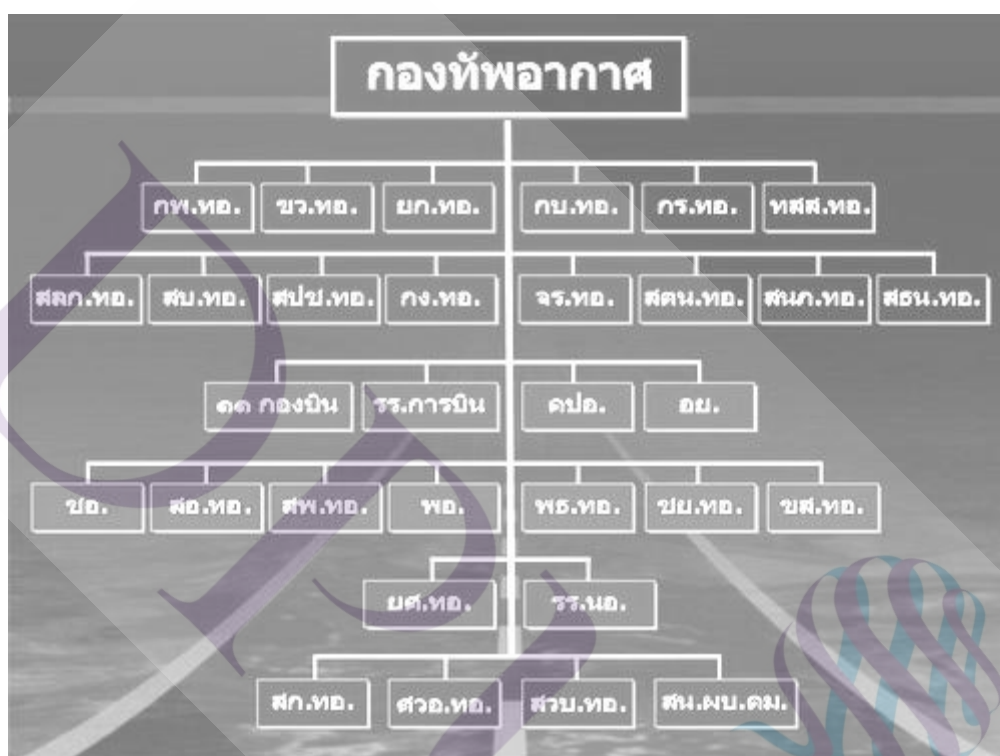 กองทัพอากาศ
กพ.ทอ. ขว.ทอ. ยก.ทอ. กบ.ทอ. กร.ทอ. ทสส.ทอ.
สลก.ทอ. สบ.ทอ. สปช.ทอ. กง.ทอ. จร.ทอ. สตน.ทอ. สนภ.ทอ. สธน.ทอ.
๑๑ กองบิน รร.การบิน คปอ. อย.
ชอ. สอ.ทอ. สพ.ทอ. พอ. พธ.ทอ. ชย.ทอ. ขส.ทอ.
ยศ.ทอ. รร.นอ.
สก.ทอ. ศวอ.ทอ. สวบ.ทอ. สน.ผบ.ดม.